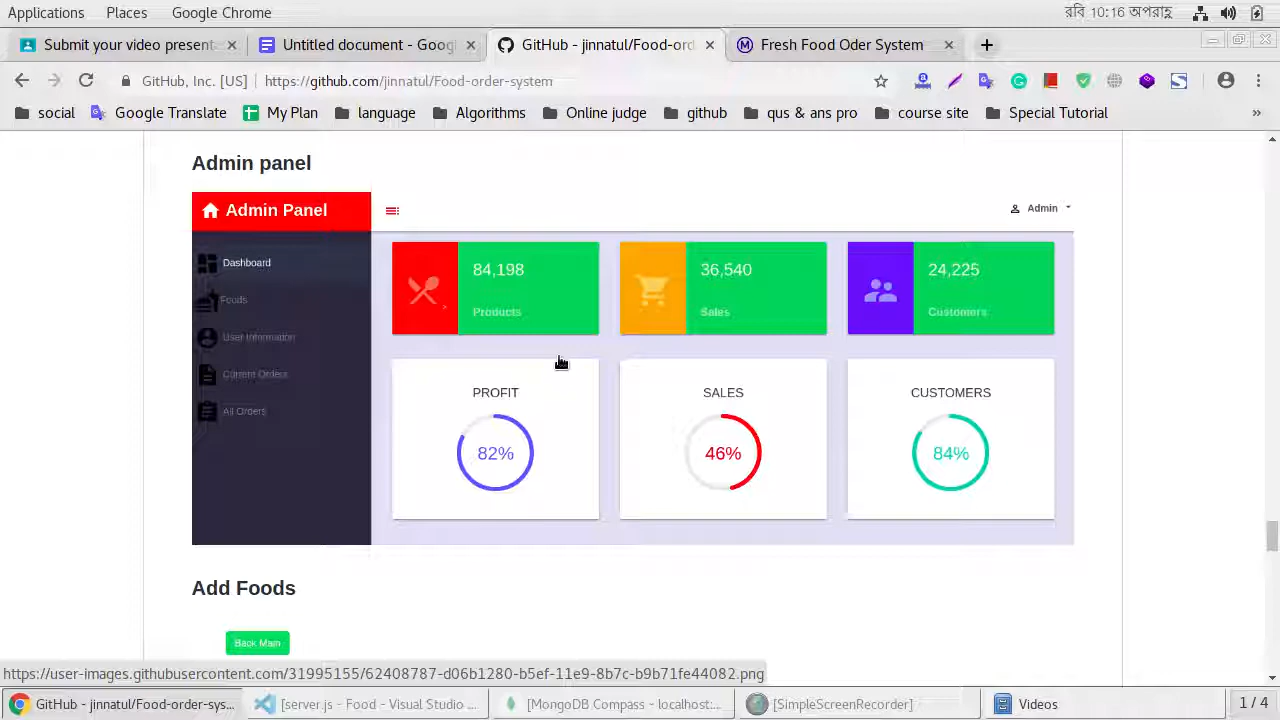 Applications Places Google Chrome রবি 10:16 অপরাহ্ন
Submit your video present Untitled document - Goog GitHub - jinnatul/Food-ord Fresh Food Oder System
GitHub, Inc. [US] https://github.com/jinnatul/Food-order-system
social Google Translate My Plan language Algorithms Online judge github qus & ans pro course site Special Tutorial »
Admin panel
Admin Panel Admin
Dashboard
Foods
User Information
Current Orders
All Orders
84,198 36,540 24,225
Products Sales Customers
PROFIT SALES CUSTOMERS
82% 46% 84%
Add Foods
Back Main
https://user-images.githubusercontent.com/31995155/62408787-d06b1280-b5ef-11e9-8b7c-b9b71fe44082.png
GitHub - jinnatul/Food-order-sys... [server.js - Food - Visual Studio ... [MongoDB Compass - localhost:... [SimpleScreenRecorder] Videos 1 / 4